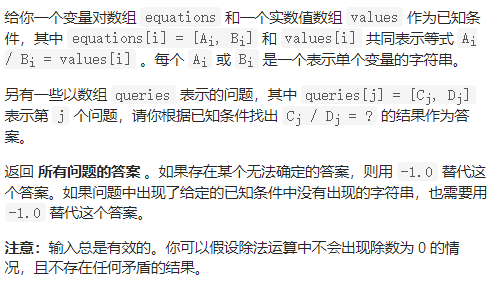 给你一个变量对数组 equations 和一个实数值数组 values 作为已知条
件，其中 equations[i] = [Ai, Bi] 和 values[i] 共同表示等式 Ai
/ Bi = values[i] 。每个 Ai 或 Bi 是一个表示单个变量的字符串。
另有一些以数组 queries 表示的问题，其中 queries[j] = [Cj, Dj]
表示第 j 个问题，请你根据已知条件找出 Cj / Dj = ? 的结果作为答
案。
返回 所有问题的答案 。如果存在某个无法确定的答案，则用 -1.0 替代这
个答案。如果问题中出现了给定的已知条件中没有出现的字符串，也需要用
-1.0 替代这个答案。
注意：输入总是有效的。你可以假设除法运算中不会出现除数为 0 的情
况，且不存在任何矛盾的结果。